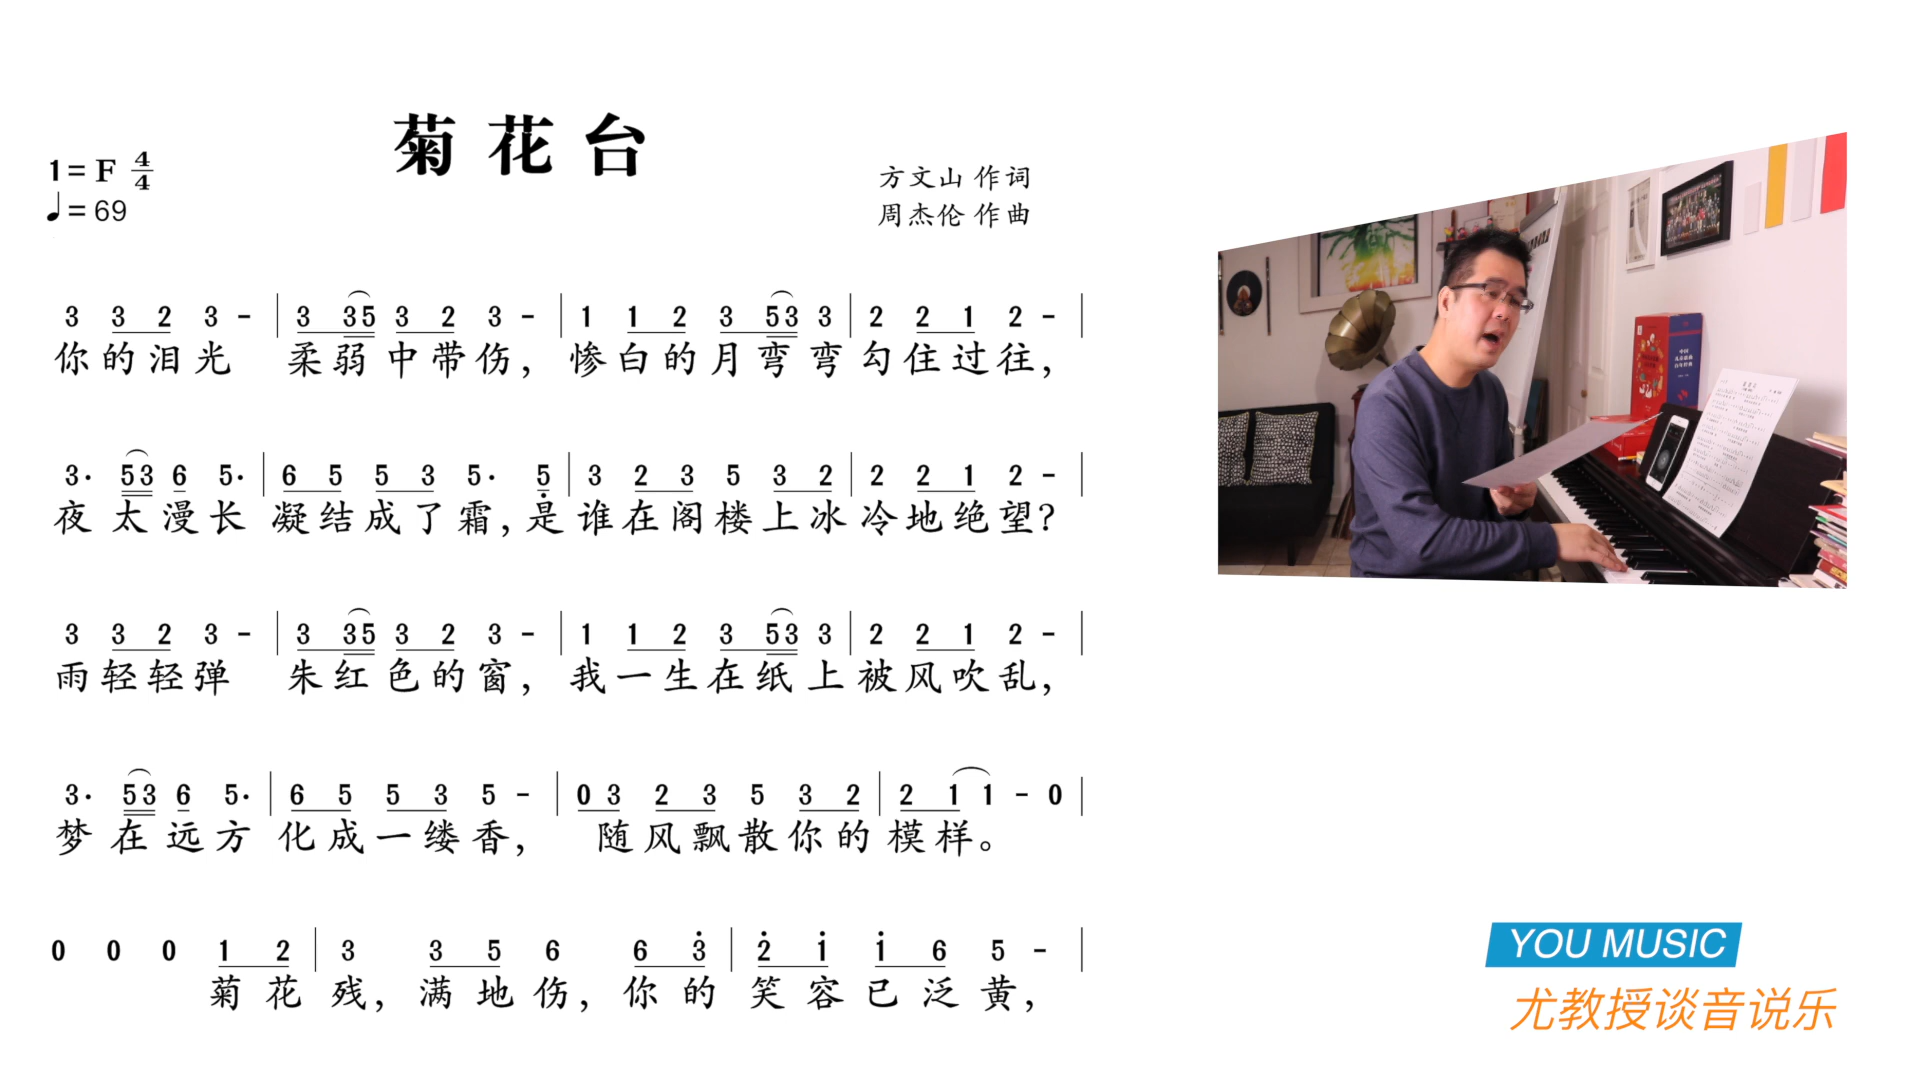 菊花台
1=F 4/4
♩=69
方文山 作词
周杰伦 作曲
3 3 2 3 - | 3 35 3 2 3 - | 1 1 2 3 53 3 | 2 2 1 2 - |
你的泪光 柔弱中带伤，惨白的月弯弯勾住过往，
3· 53 6 5· | 6 5 5 3 5· 5̣ | 3 2 3 5 3 2 | 2 2 1 2 - |
夜太漫长 凝结成了霜，是谁在阁楼上冰冷地绝望？
3 3 2 3 - | 3 35 3 2 3 - | 1 1 2 3 53 3 | 2 2 1 2 - |
雨轻轻弹 朱红色的窗，我一生在纸上被风吹乱，
3· 53 6 5· | 6 5 5 3 5 - | 0 3 2 3 5 3 2 | 2 1 1 - 0 |
梦在远方 化成一缕香，随风飘散你的模样。
0 0 0 1 2 | 3 3 5 6 6 3̇ | 2̇ 1̇ 1̇ 6 5 - |
菊花残，满地伤，你的笑容已泛黄，
YOU MUSIC
尤教授谈音说乐